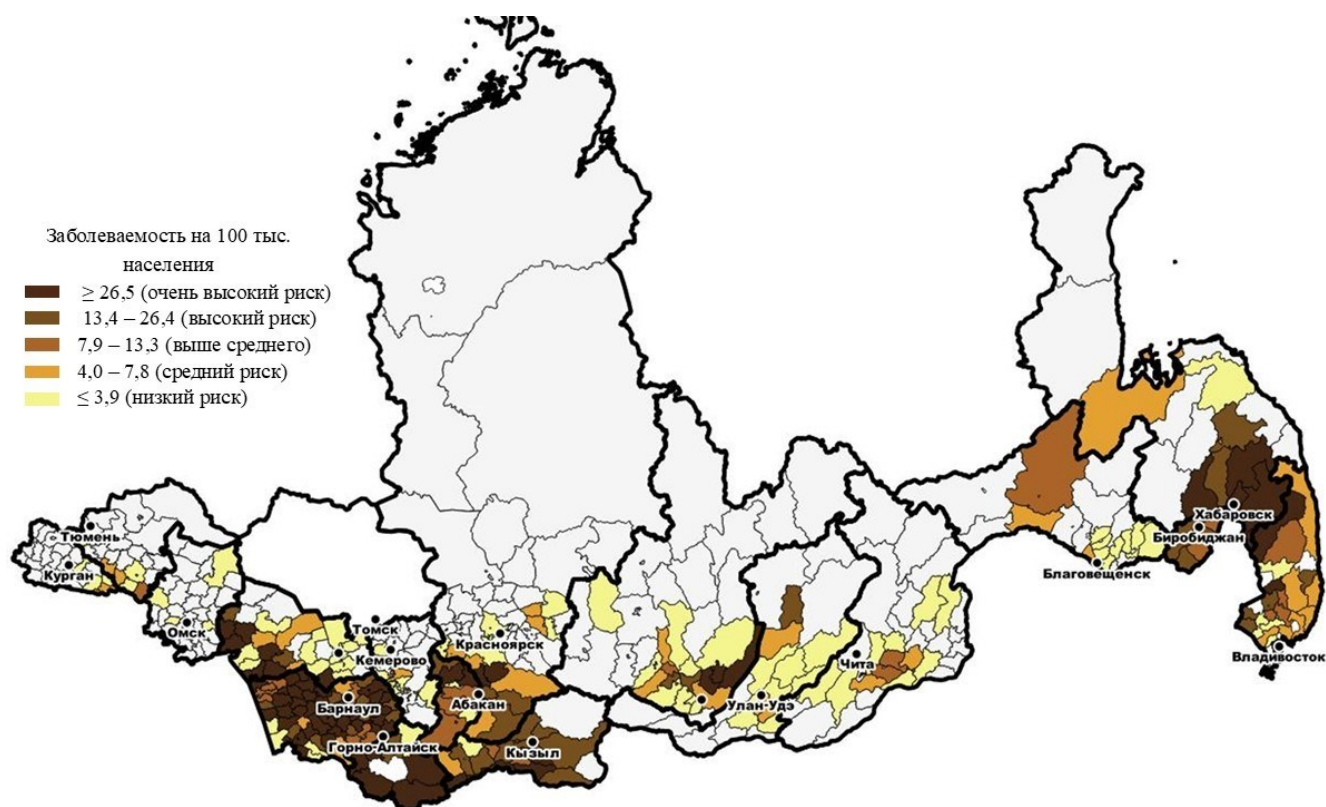 Заболеваемость на 100 тыс.
населения
≥ 26,5 (очень высокий риск)
13,4 – 26,4 (высокий риск)
7,9 – 13,3 (выше среднего)
4,0 – 7,8 (средний риск)
≤ 3,9 (низкий риск)
Тюмень
Курган
Омск
Томск
Кемерово
Красноярск
Барнаул
Абакан
Горно-Алтайск
Кызыл
Улан-Удэ
Чита
Благовещенск
Биробиджан
Хабаровск
Владивосток